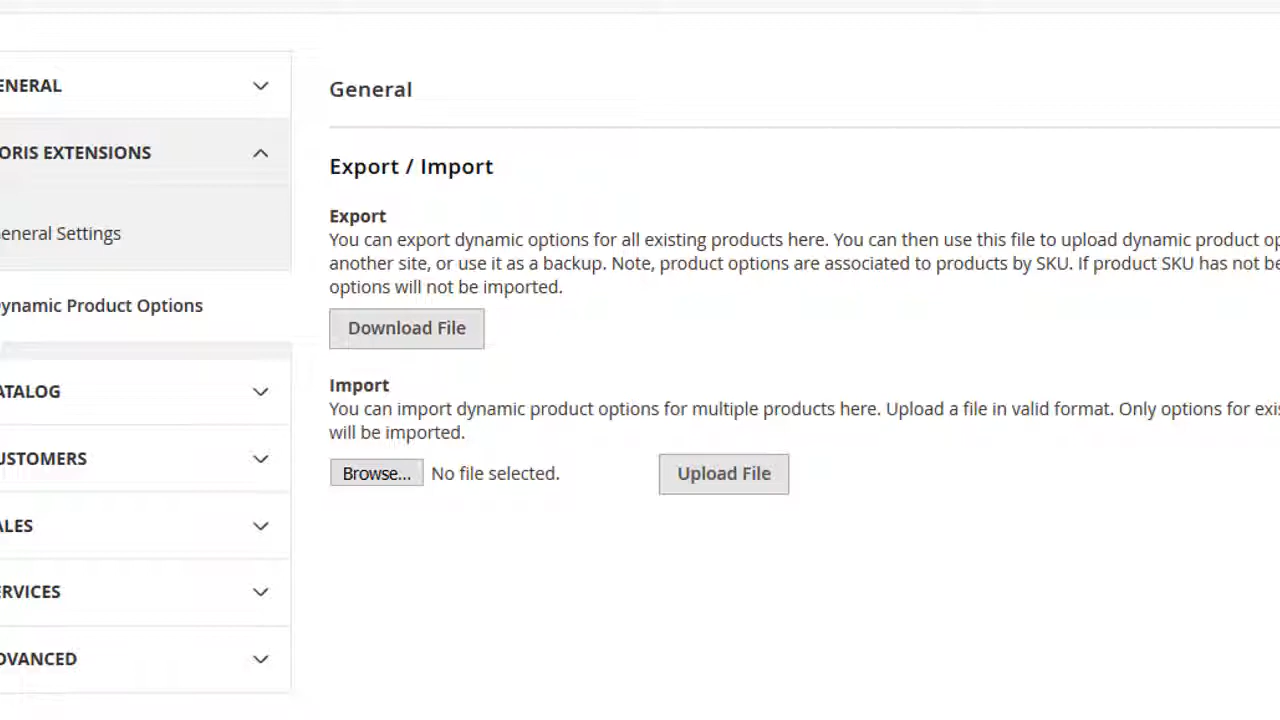 ENERAL
ORIS EXTENSIONS
eneral Settings
ynamic Product Options
ATALOG
USTOMERS
ALES
ERVICES
DVANCED
General
Export / Import
Export
You can export dynamic options for all existing products here. You can then use this file to upload dynamic product op
another site, or use it as a backup. Note, product options are associated to products by SKU. If product SKU has not be
options will not be imported.
Download File
Import
You can import dynamic product options for multiple products here. Upload a file in valid format. Only options for exis
will be imported.
Browse... No file selected. Upload File